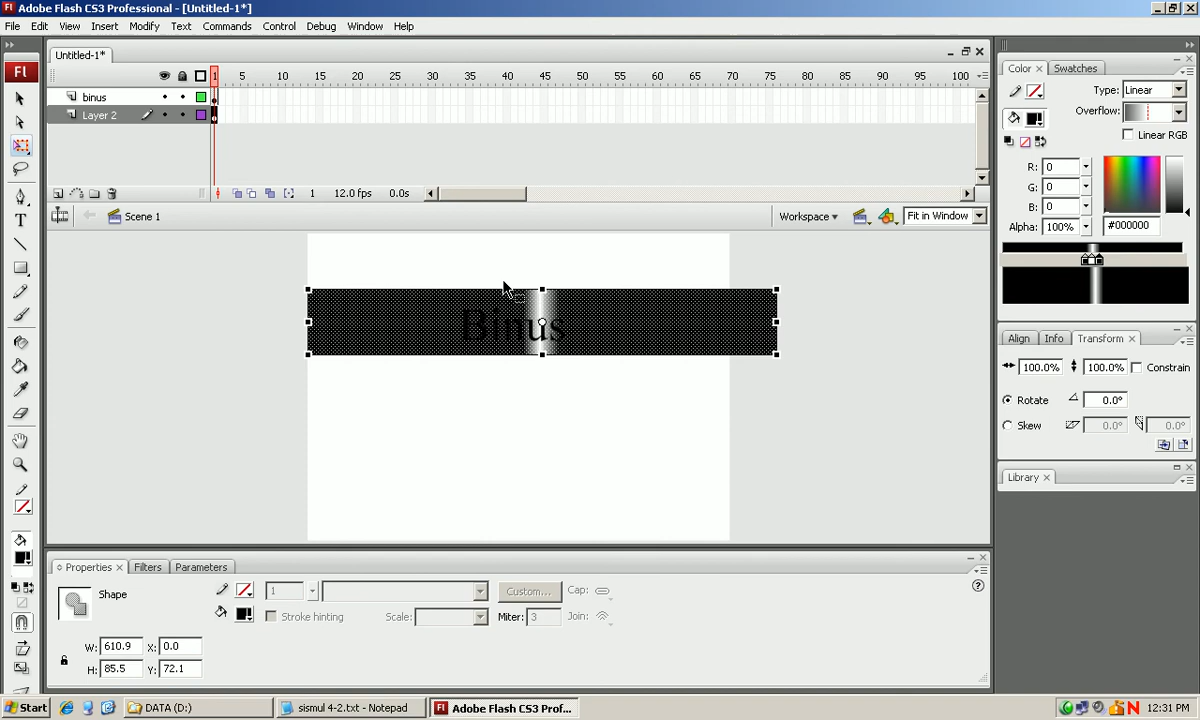 Adobe Flash CS3 Professional - [Untitled-1*]
File Edit View Insert Modify Text Commands Control Debug Window Help
Untitled-1*
1 5 10 15 20 25 30 35 40 45 50 55 60 65 70 75 80 85 90 95 100
binus
Layer 2
1 12.0 fps 0.0s
Scene 1
Workspace Fit in Window
Binus
Properties Filters Parameters
Shape
1
Custom...
Cap:
Stroke hinting
Scale:
Miter: 3
Join:
W: 610.9 X: 0.0
H: 85.5 Y: 72.1
Color Swatches
Type: Linear
Overflow:
Linear RGB
R: 0
G: 0
B: 0
Alpha: 100% #000000
Align Info Transform
100.0% 100.0% Constrain
Rotate 0.0°
Skew 0.0° 0.0°
Library
Fl
Start DATA (D:) sismul 4-2.txt - Notepad Adobe Flash CS3 Prof... 12:31 PM